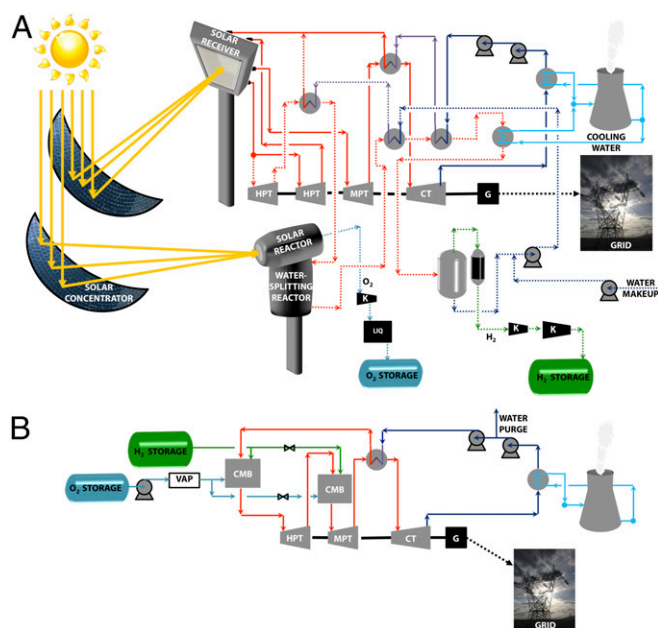 A
SOLAR
RECEIVER
COOLING
WATER
HPT
HPT
MPT
CT
G
GRID
SOLAR
CONCENTRATOR
SOLAR
REACTOR
WATER-
SPLITTING
REACTOR
O2
K
LIQ
O2 STORAGE
WATER
MAKEUP
H2
K
K
H2 STORAGE
B
WATER
PURGE
H2 STORAGE
O2 STORAGE
VAP
CMB
CMB
HPT
MPT
CT
G
GRID